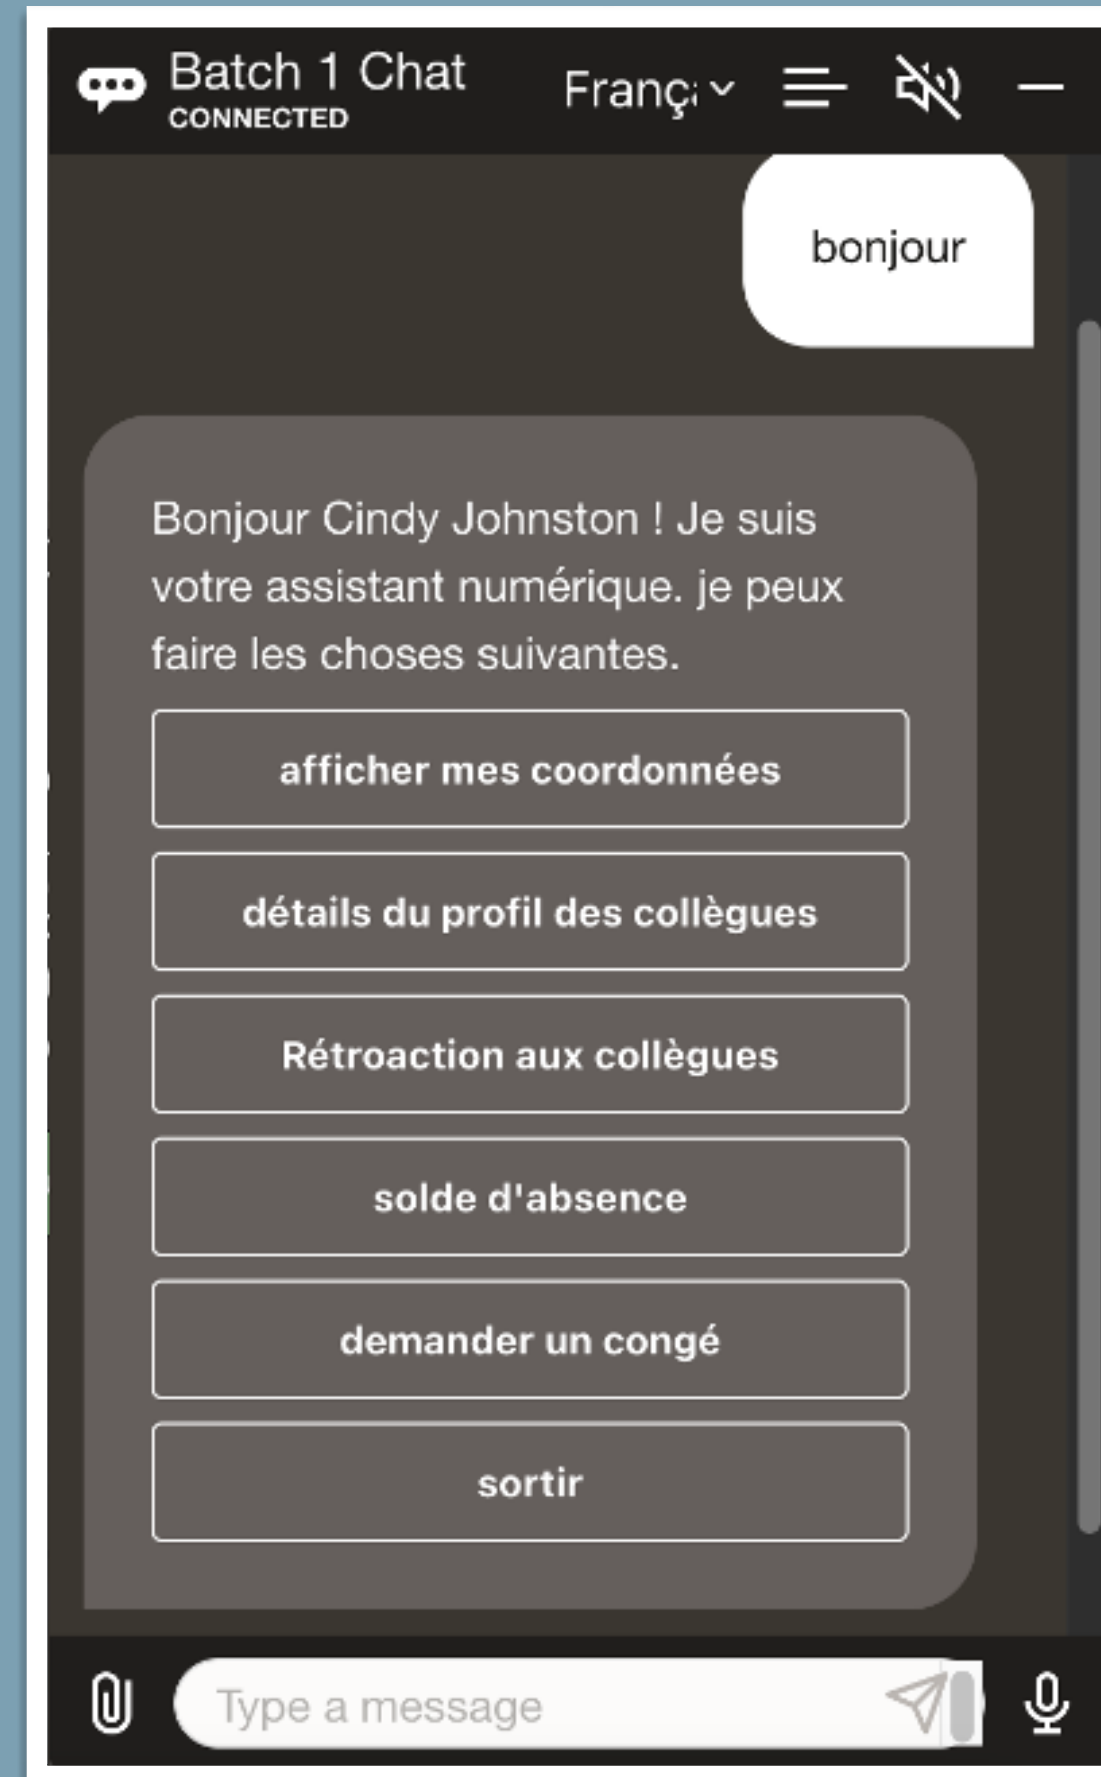 Batch 1 Chat
CONNECTED
Françai
bonjour
Bonjour Cindy Johnston ! Je suis
votre assistant numérique. je peux
faire les choses suivantes.
afficher mes coordonnées
détails du profil des collègues
Rétroaction aux collègues
solde d'absence
demander un congé
sortir
Type a message